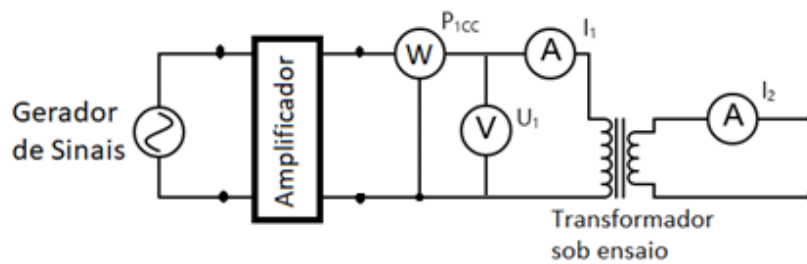 Gerador
de Sinais
Amplificador
P1CC
W
V
U1
A
I1
A
I2
Transformador
sob ensaio